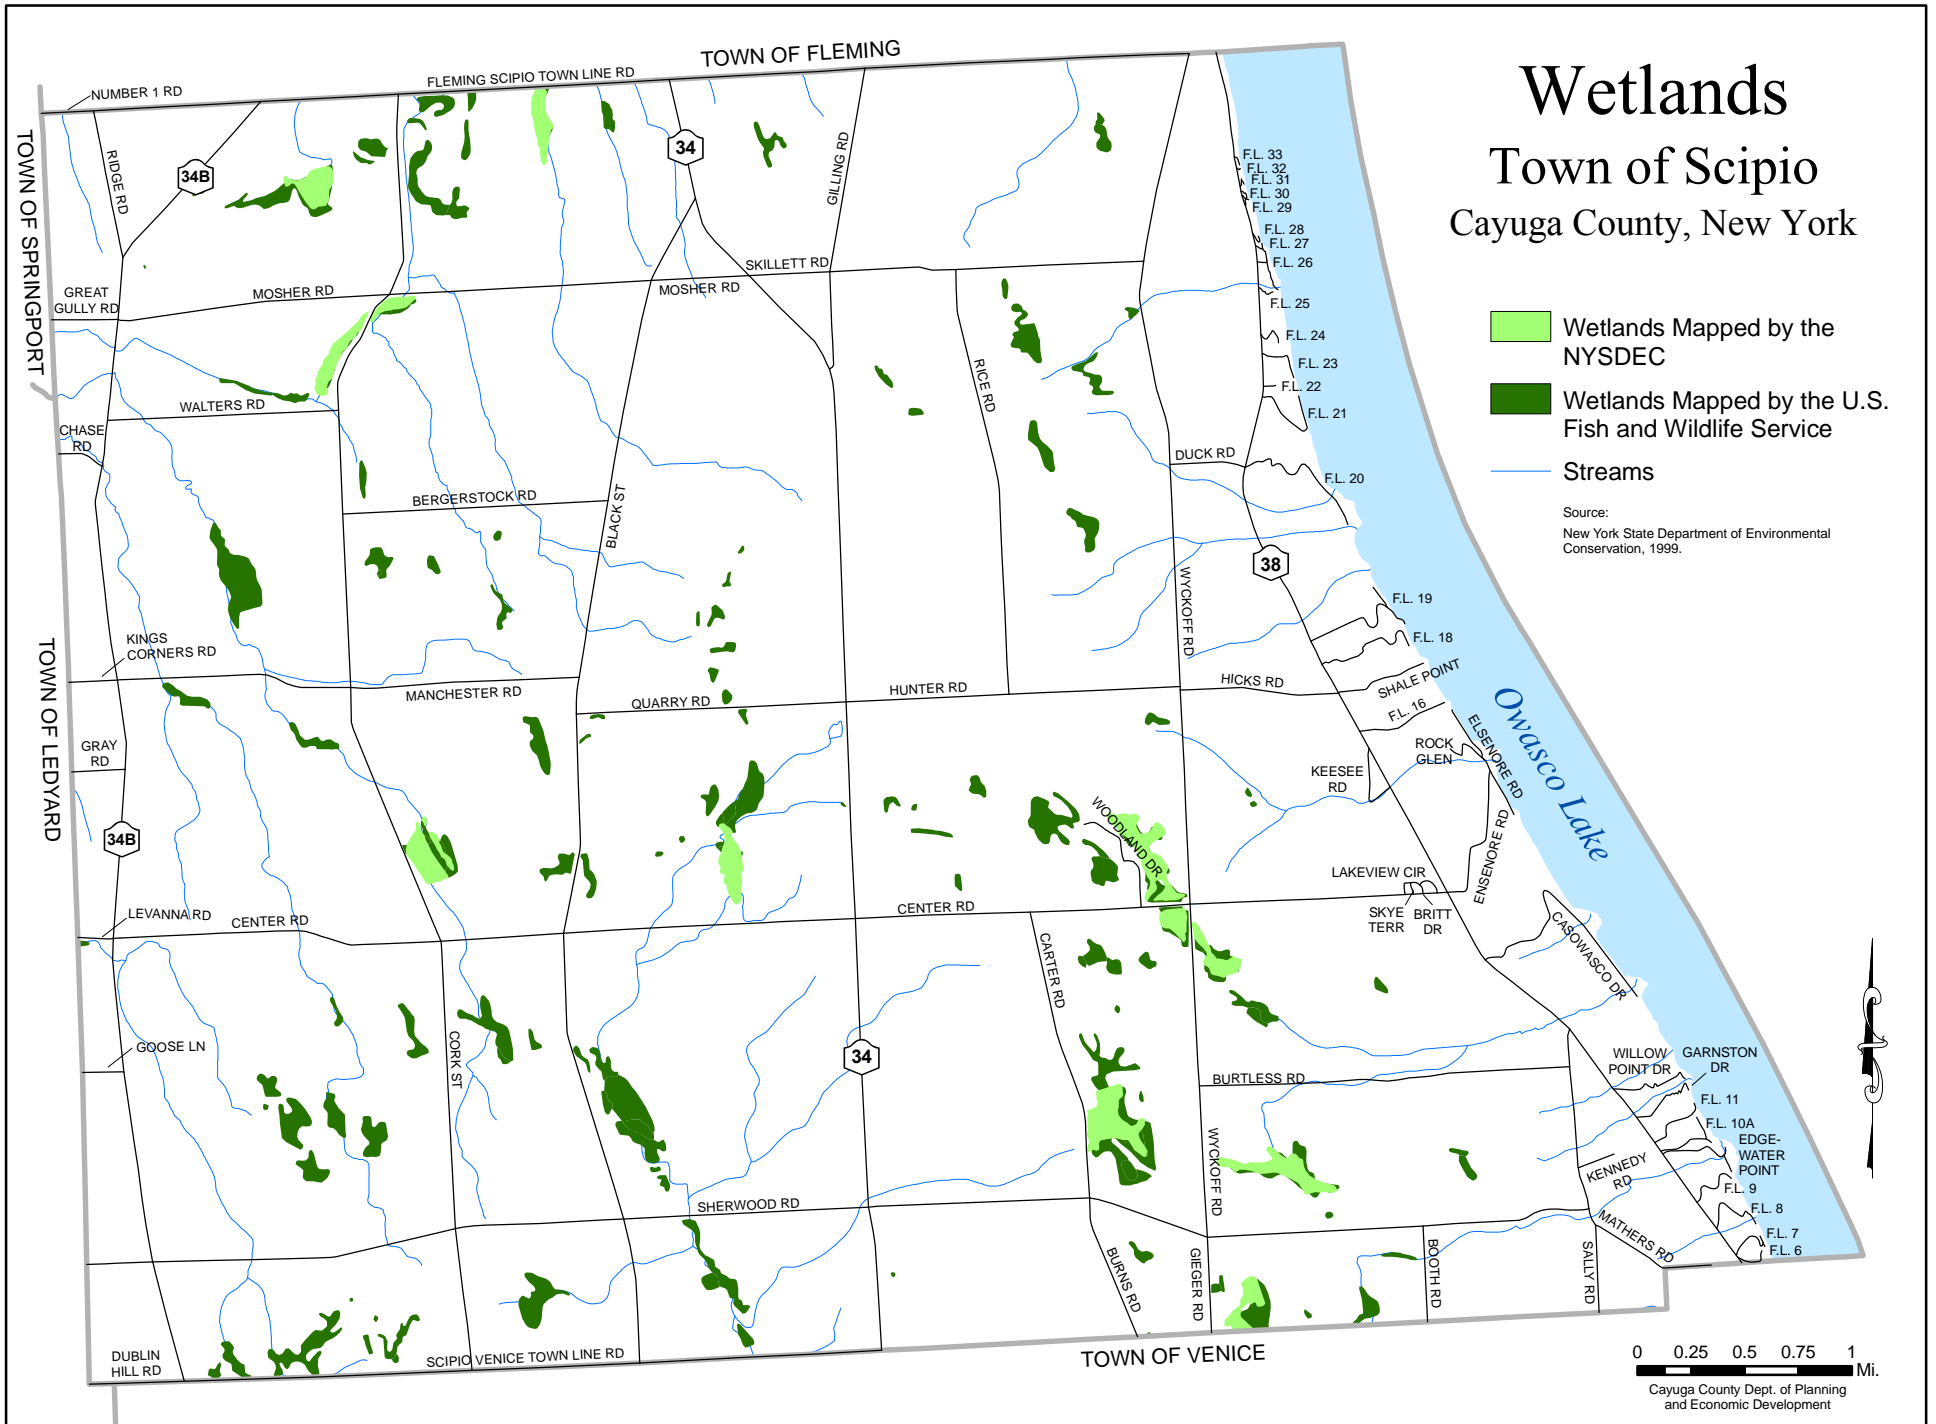 Wetlands
Town of Scipio
Cayuga County, New York
Wetlands Mapped by the
NYSDEC
Wetlands Mapped by the U.S.
Fish and Wildlife Service
Streams
Source:
New York State Department of Environmental
Conservation, 1999.
TOWN OF FLEMING
FLEMING SCIPIO TOWN LINE RD
NUMBER 1 RD
TOWN OF SPRINGPORT
RIDGE RD
34B
34
GILLING RD
F.L. 33
F.L. 32
F.L. 31
F.L. 30
F.L. 29
F.L. 28
F.L. 27
F.L. 26
F.L. 25
F.L. 24
F.L. 23
F.L. 22
F.L. 21
F.L. 20
GREAT
GULLY RD
MOSHER RD
SKILLETT RD
MOSHER RD
RICE RD
WALTERS RD
CHASE
RD
DUCK RD
BERGERSTOCK RD
BLACK ST
38
WYCKOFF RD
F.L. 19
F.L. 18
SHALE POINT
F.L. 16
TOWN OF LEDYARD
KINGS
CORNERS RD
MANCHESTER RD
QUARRY RD
HUNTER RD
HICKS RD
ELSENORE RD
ROCK
GLEN
KEESEE
RD
Owasco Lake
GRAY
RD
34B
WOODLAND DR
ENSENORE RD
LAKEVIEW CIR
SKYE
TERR
BRITT
DR
LEVANNA RD
CENTER RD
CENTER RD
CARTER RD
CASOWASCO DR
GOOSE LN
CORK ST
34
BURTLESS RD
WILLOW
POINT DR
GARNSTON
DR
F.L. 11
F.L. 10A
EDGE-
WATER
POINT
KENNEDY
RD
F.L. 9
F.L. 8
F.L. 7
F.L. 6
WYCKOFF RD
SHERWOOD RD
MATHERS RD
BURNS RD
GIEGER RD
BOOTH RD
SALLY RD
DUBLIN
HILL RD
SCIPIO VENICE TOWN LINE RD
TOWN OF VENICE
0 0.25 0.5 0.75 1
Mi.
Cayuga County Dept. of Planning
and Economic Development